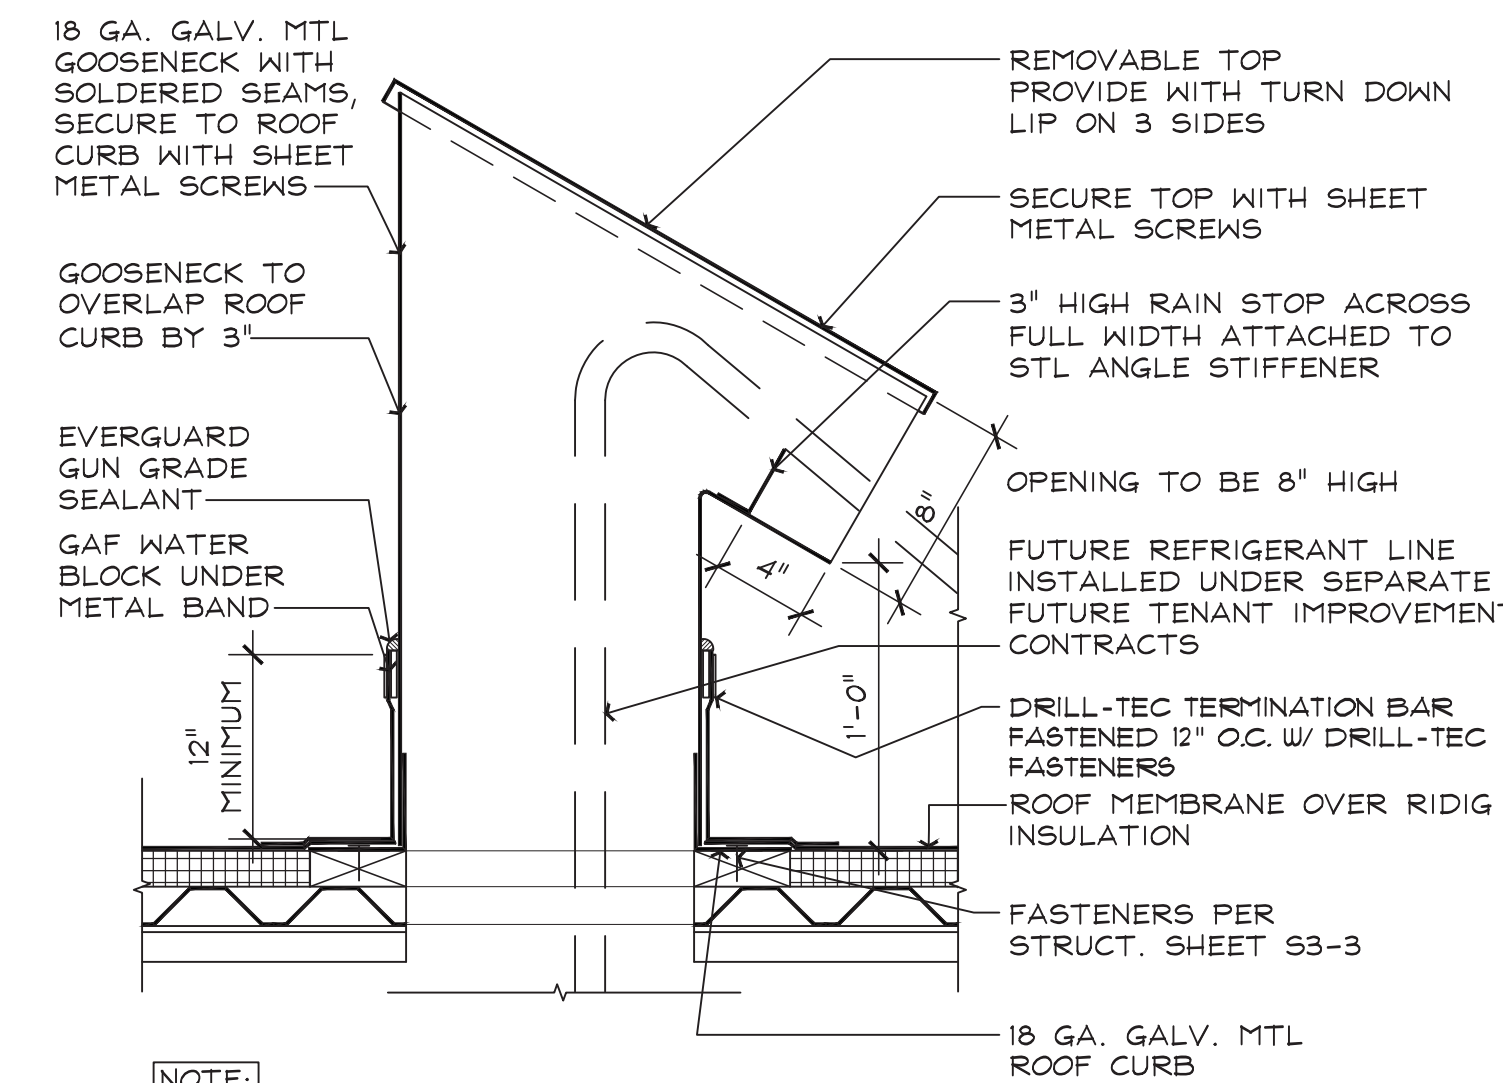 18 GA. GALV. MTL
GOOSENECK WITH
SOLDERED SEAMS,
SECURE TO ROOF
CURB WITH SHEET
METAL SCREWS
GOOSENECK TO
OVERLAP ROOF
CURB BY 3"
EVERGUARD
GUN GRADE
SEALANT
GAF WATER
BLOCK UNDER
METAL BAND
12"
MINIMUM
REMOVABLE TOP
PROVIDE WITH TURN DOWN
LIP ON 3 SIDES
SECURE TOP WITH SHEET
METAL SCREWS
3" HIGH RAIN STOP ACROSS
FULL WIDTH ATTACHED TO
STL ANGLE STIFFENER
OPENING TO BE 8" HIGH
8"
4"
1'-0"
FUTURE REFRIGERANT LINE
INSTALLED UNDER SEPARATE
FUTURE TENANT IMPROVEMENT
CONTRACTS
DRILL-TEC TERMINATION BAR
FASTENED 12" O.C. W/ DRILL-TEC
FASTENERS
ROOF MEMBRANE OVER RIDIG
INSULATION
FASTENERS PER
STRUCT. SHEET S3-3
18 GA. GALV. MTL
ROOF CURB
NOTE: